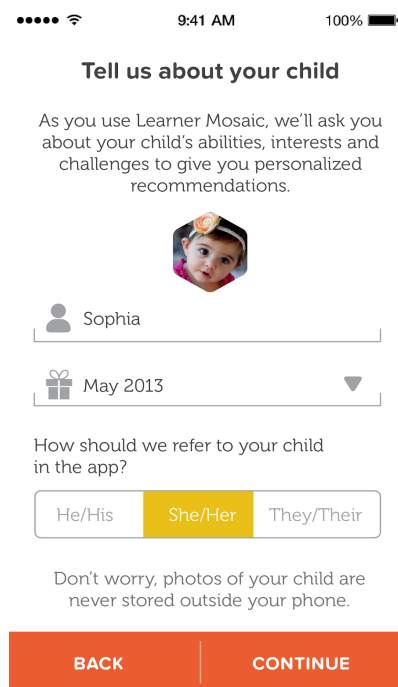 9:41 AM 100%
Tell us about your child
As you use Learner Mosaic, we’ll ask you
about your child’s abilities, interests and
challenges to give you personalized
recommendations.
Sophia
May 2013
How should we refer to your child
in the app?
He/His She/Her They/Their
Don’t worry, photos of your child are
never stored outside your phone.
BACK CONTINUE